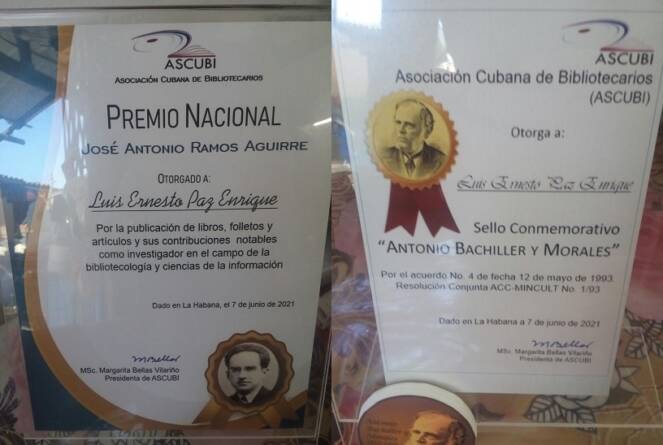 ASCUBI
ASOCIACIÓN CUBANA DE BIBLIOTECARIOS
PREMIO NACIONAL
JOSÉ ANTONIO RAMOS AGUIRRE
OTORGADO A:
Luis Ernesto Paz Enrique
Por la publicación de libros, folletos y
artículos y sus contribuciones notables
como investigador en el campo de la
bibliotecología y ciencias de la información
Dado en La Habana, el 7 de junio de 2021
MSc. Margarita Bellas Vilariño
Presidenta de ASCUBI
ASCUBI
Asociación Cubana de Bibliotecarios
(ASCUBI)
Otorga a:
Luis Ernesto Paz Enrique
Sello Conmemorativo
“ANTONIO BACHILLER Y MORALES”
Por el acuerdo No. 4 de fecha 12 de mayo de 1993.
Resolución Conjunta ACC-MINCULT No. 1/93
Dado en La Habana a 7 de junio de 2021
MSc. Margarita Bellas Vilariño
Presidenta de ASCUBI